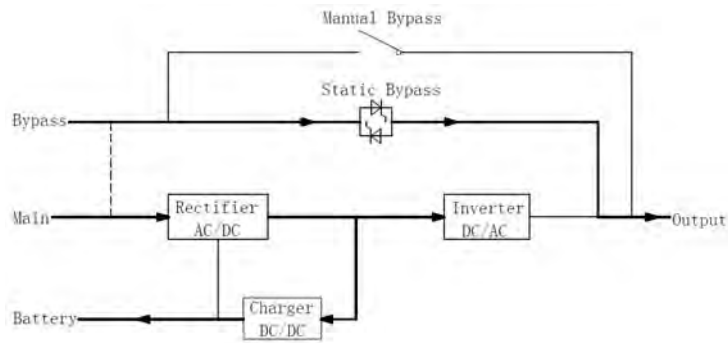 Manual Bypass
Static Bypass
Bypass
Main
Rectifier
AC/DC
Inverter
DC/AC
Output
Battery
Charger
DC/DC